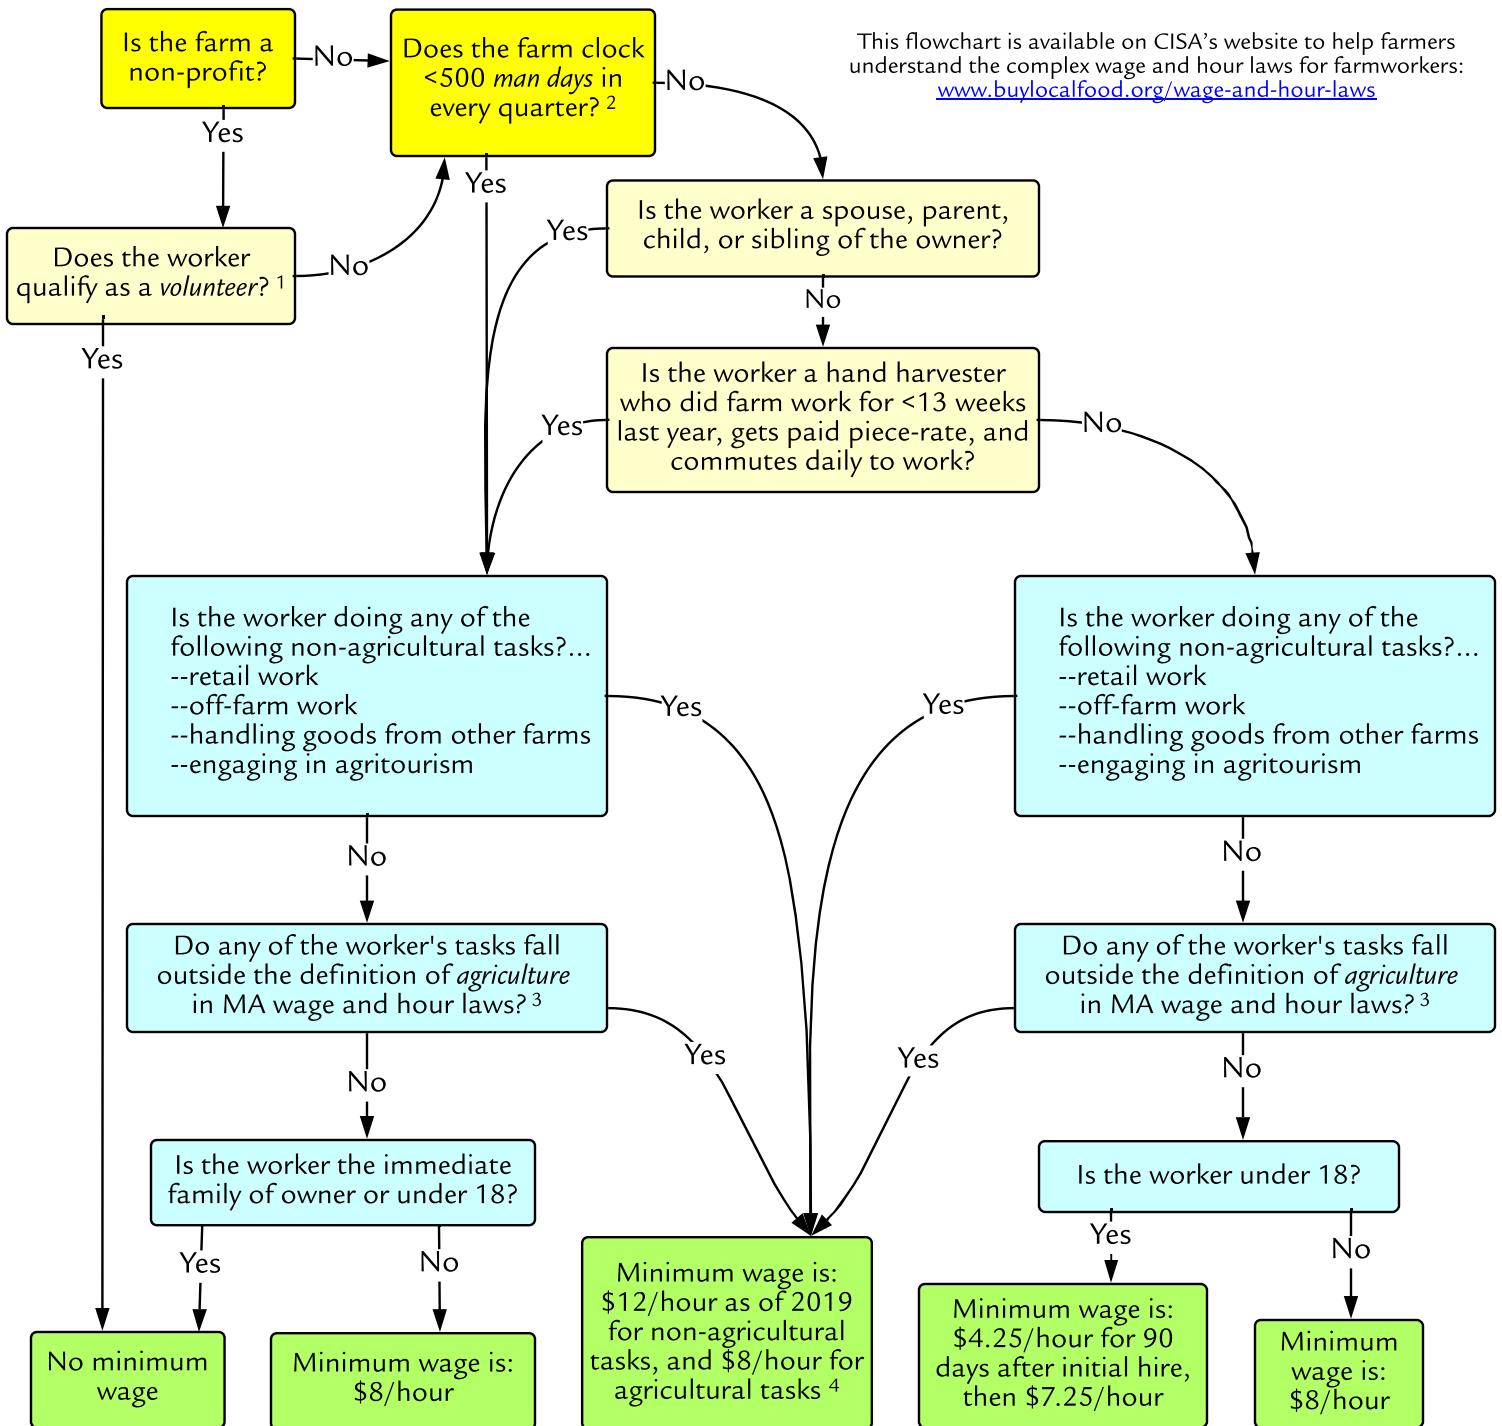 Is the farm a
non-profit?
No
Does the farm clock
<500 man days in
every quarter? 2
No
This flowchart is available on CISA's website to help farmers
understand the complex wage and hour laws for farmworkers:
www.buylocalfood.org/wage-and-hour-laws
Yes
Yes
Does the worker
qualify as a volunteer? 1
No
Yes
Is the worker a spouse, parent,
child, or sibling of the owner?
Yes
No
Is the worker a hand harvester
who did farm work for <13 weeks
last year, gets paid piece-rate, and
commutes daily to work?
Yes
No
Is the worker doing any of the
following non-agricultural tasks?...
--retail work
--off-farm work
--handling goods from other farms
--engaging in agritourism
Yes
Yes
Is the worker doing any of the
following non-agricultural tasks?...
--retail work
--off-farm work
--handling goods from other farms
--engaging in agritourism
No
No
Do any of the worker's tasks fall
outside the definition of agriculture
in MA wage and hour laws? 3
Do any of the worker's tasks fall
outside the definition of agriculture
in MA wage and hour laws? 3
Yes
Yes
No
No
Is the worker the immediate
family of owner or under 18?
Is the worker under 18?
Yes
No
Yes
No
No minimum
wage
Minimum wage is:
$8/hour
Minimum wage is:
$12/hour as of 2019
for non-agricultural
tasks, and $8/hour for
agricultural tasks 4
Minimum wage is:
$4.25/hour for 90
days after initial hire,
then $7.25/hour
Minimum
wage is:
$8/hour